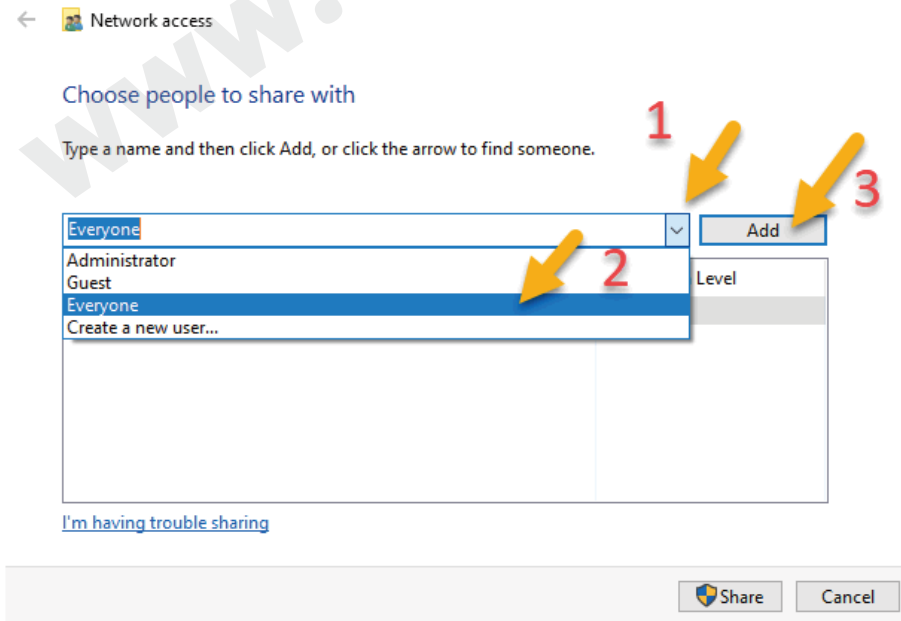 Network access
www.
Choose people to share with
1
Type a name and then click Add, or click the arrow to find someone.
3
Everyone
Add
Administrator
2
Level
Guest
Everyone
Create a new user...
I'm having trouble sharing
Share
Cancel